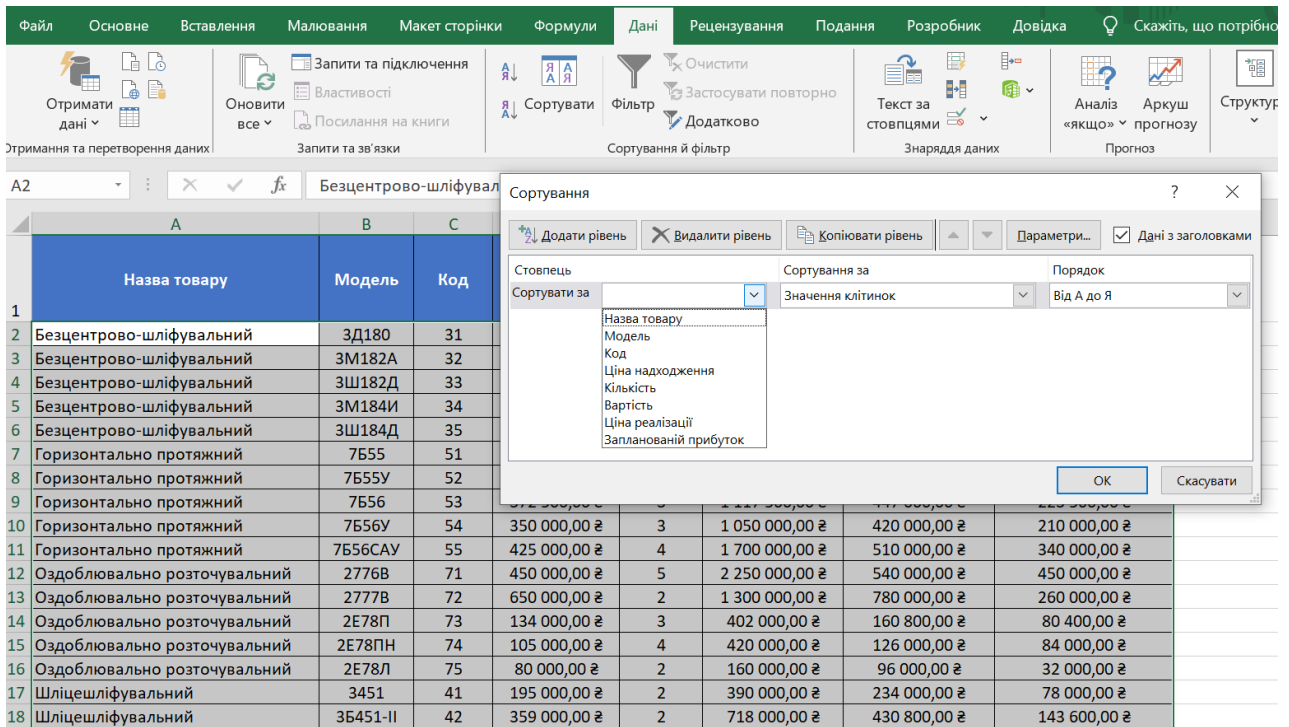 Файл Основне Вставлення Малювання Макет сторінки Формули Дані Рецензування Подання Розробник Довідка Скажіть, що потрібно
Отримати дані
Оновити все
Запити та підключення
Властивості
Посилання на книги
Сортувати
Фільтр
Очистити
Застосувати повторно
Додатково
Текст за стовпцями
Аналіз «якщо»
Аркуш прогнозу
Структур
Отримання та перетворення даних Запити та зв'язки Сортування й фільтр Знаряддя даних Прогноз
A2 fx Безцентрово-шліфувал
Сортування ? ×
Додати рівень Видалити рівень Копіювати рівень Параметри... Дані з заголовками
Стовпець Сортування за Порядок
Сортувати за Значення клітинок Від А до Я
Назва товару
Модель
Код
Ціна надходження
Кількість
Вартість
Ціна реалізації
Запланованій прибуток
ОК Скасувати
A B C
1 Назва товару Модель Код
2 Безцентрово-шліфувальний 3Д180 31
3 Безцентрово-шліфувальний 3М182А 32
4 Безцентрово-шліфувальний 3Ш182Д 33
5 Безцентрово-шліфувальний 3М184И 34
6 Безцентрово-шліфувальний 3Ш184Д 35
7 Горизонтально протяжний 7Б55 51
8 Горизонтально протяжний 7Б55У 52
9 Горизонтально протяжний 7Б56 53
10 Горизонтально протяжний 7Б56У 54 350 000,00 ₴ 3 1 050 000,00 ₴ 420 000,00 ₴ 210 000,00 ₴
11 Горизонтально протяжний 7Б56САУ 55 425 000,00 ₴ 4 1 700 000,00 ₴ 510 000,00 ₴ 340 000,00 ₴
12 Оздоблювально розточувальний 2776В 71 450 000,00 ₴ 5 2 250 000,00 ₴ 540 000,00 ₴ 450 000,00 ₴
13 Оздоблювально розточувальний 2777В 72 650 000,00 ₴ 2 1 300 000,00 ₴ 780 000,00 ₴ 260 000,00 ₴
14 Оздоблювально розточувальний 2Е78П 73 134 000,00 ₴ 3 402 000,00 ₴ 160 800,00 ₴ 80 400,00 ₴
15 Оздоблювально розточувальний 2Е78ПН 74 105 000,00 ₴ 4 420 000,00 ₴ 126 000,00 ₴ 84 000,00 ₴
16 Оздоблювально розточувальний 2Е78Л 75 80 000,00 ₴ 2 160 000,00 ₴ 96 000,00 ₴ 32 000,00 ₴
17 Шліцешліфувальний 3451 41 195 000,00 ₴ 2 390 000,00 ₴ 234 000,00 ₴ 78 000,00 ₴
18 Шліцешліфувальний 3Б451-II 42 359 000,00 ₴ 2 718 000,00 ₴ 430 800,00 ₴ 143 600,00 ₴